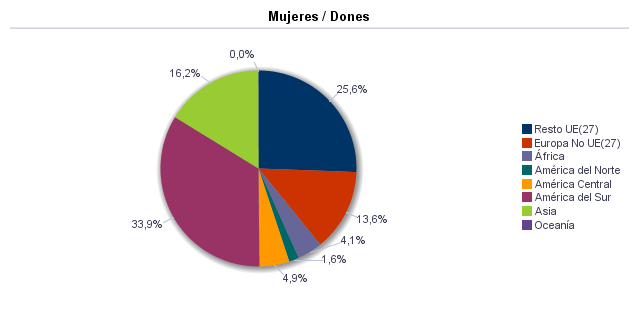 Mujeres / Dones
0,0%
16,2%
25,6%
33,9%
13,6%
4,1%
1,6%
4,9%
Resto UE(27)
Europa No UE(27)
África
América del Norte
América Central
América del Sur
Asia
Oceanía